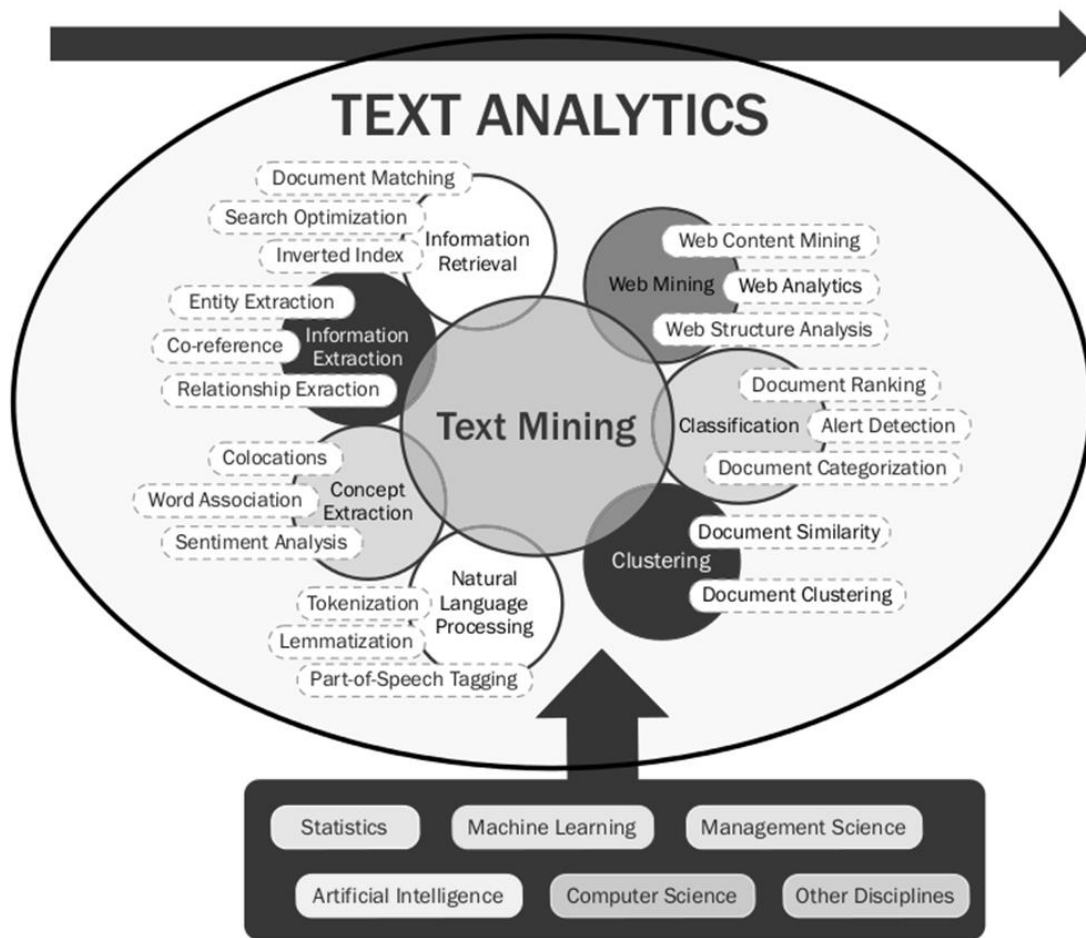 TEXT ANALYTICS
Document Matching
Search Optimization
Inverted Index
Information
Retrieval
Entity Extraction
Co-reference
Relationship Exraction
Information
Extraction
Colocations
Word Association
Sentiment Analysis
Concept
Extraction
Tokenization
Lemmatization
Part-of-Speech Tagging
Natural
Language
Processing
Text Mining
Web Mining
Web Content Mining
Web Analytics
Web Structure Analysis
Classification
Document Ranking
Alert Detection
Document Categorization
Clustering
Document Similarity
Document Clustering
Statistics
Machine Learning
Management Science
Artificial Intelligence
Computer Science
Other Disciplines